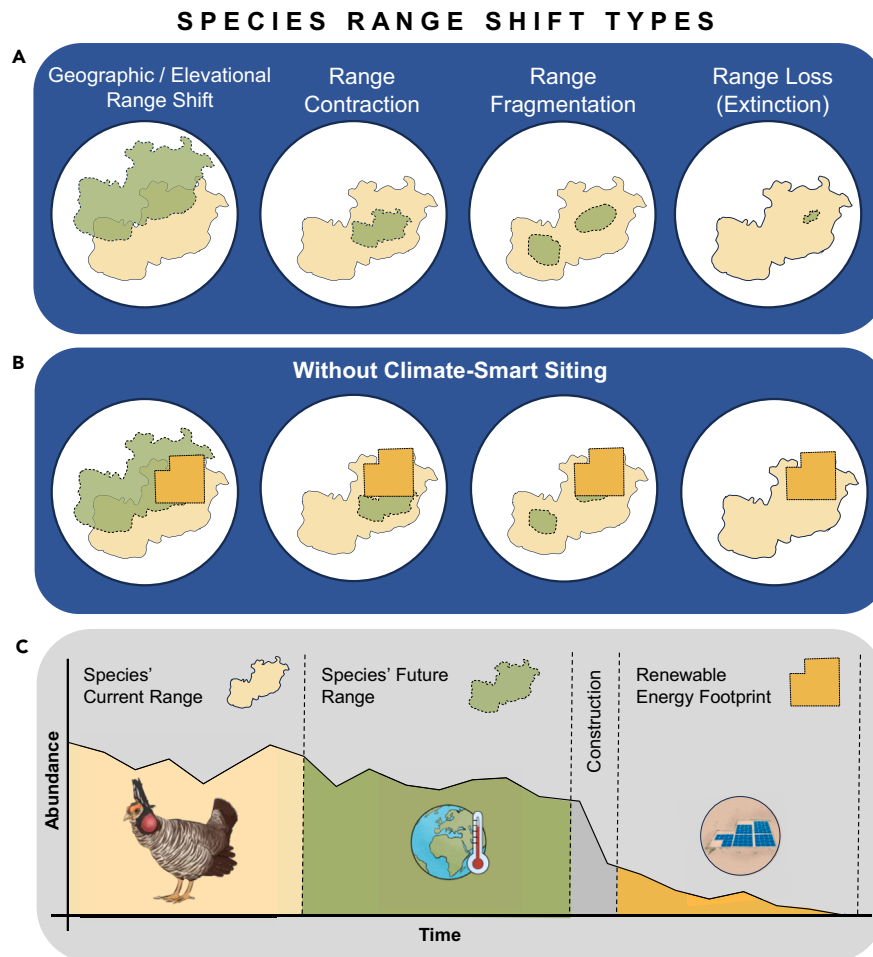 SPECIES RANGE SHIFT TYPES
A
Geographic / Elevational
Range Shift
Range
Contraction
Range
Fragmentation
Range Loss
(Extinction)
B
Without Climate-Smart Siting
C
Species'
Current Range
Species' Future
Range
Construction
Renewable
Energy Footprint
Abundance
Time